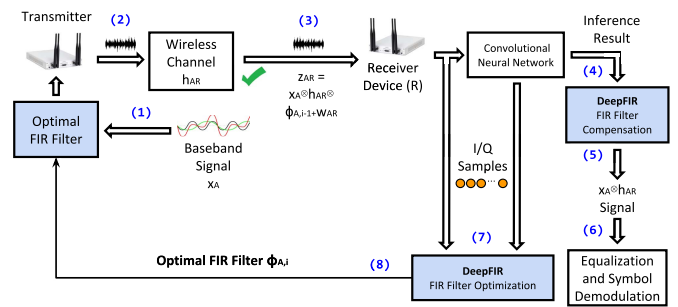 Transmitter
(2)
(3)
Inference
Result
Wireless
Channel
hAR
Convolutional
Neural Network
zAR =
xA⊗hAR⊗
ϕA,i-1+wAR
Receiver
Device (R)
(4)
Optimal
FIR Filter
(1)
Baseband
Signal
xA
DeepFIR
FIR Filter
Compensation
I/Q
Samples
...
(5)
xA⊗hAR
Signal
(6)
(7)
Optimal FIR Filter ϕA,i
(8)
DeepFIR
FIR Filter Optimization
Equalization
and Symbol
Demodulation